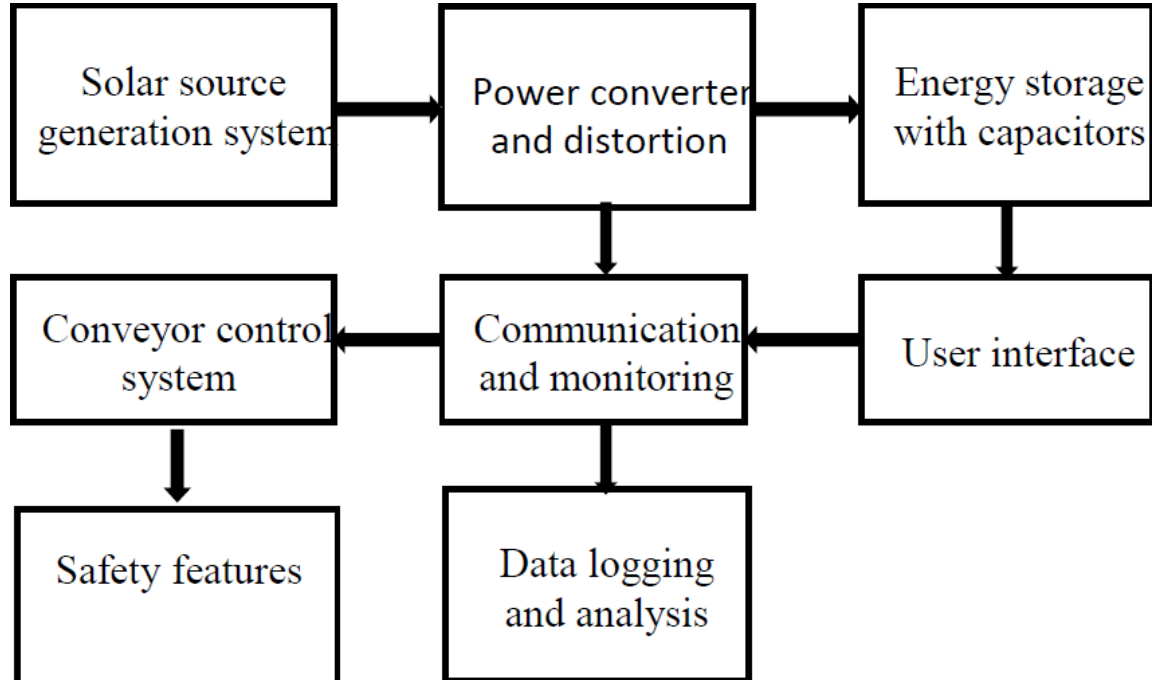 Solar source
generation system
Power converter
and distortion
Energy storage
with capacitors
Conveyor control
system
Communication
and monitoring
User interface
Safety features
Data logging
and analysis